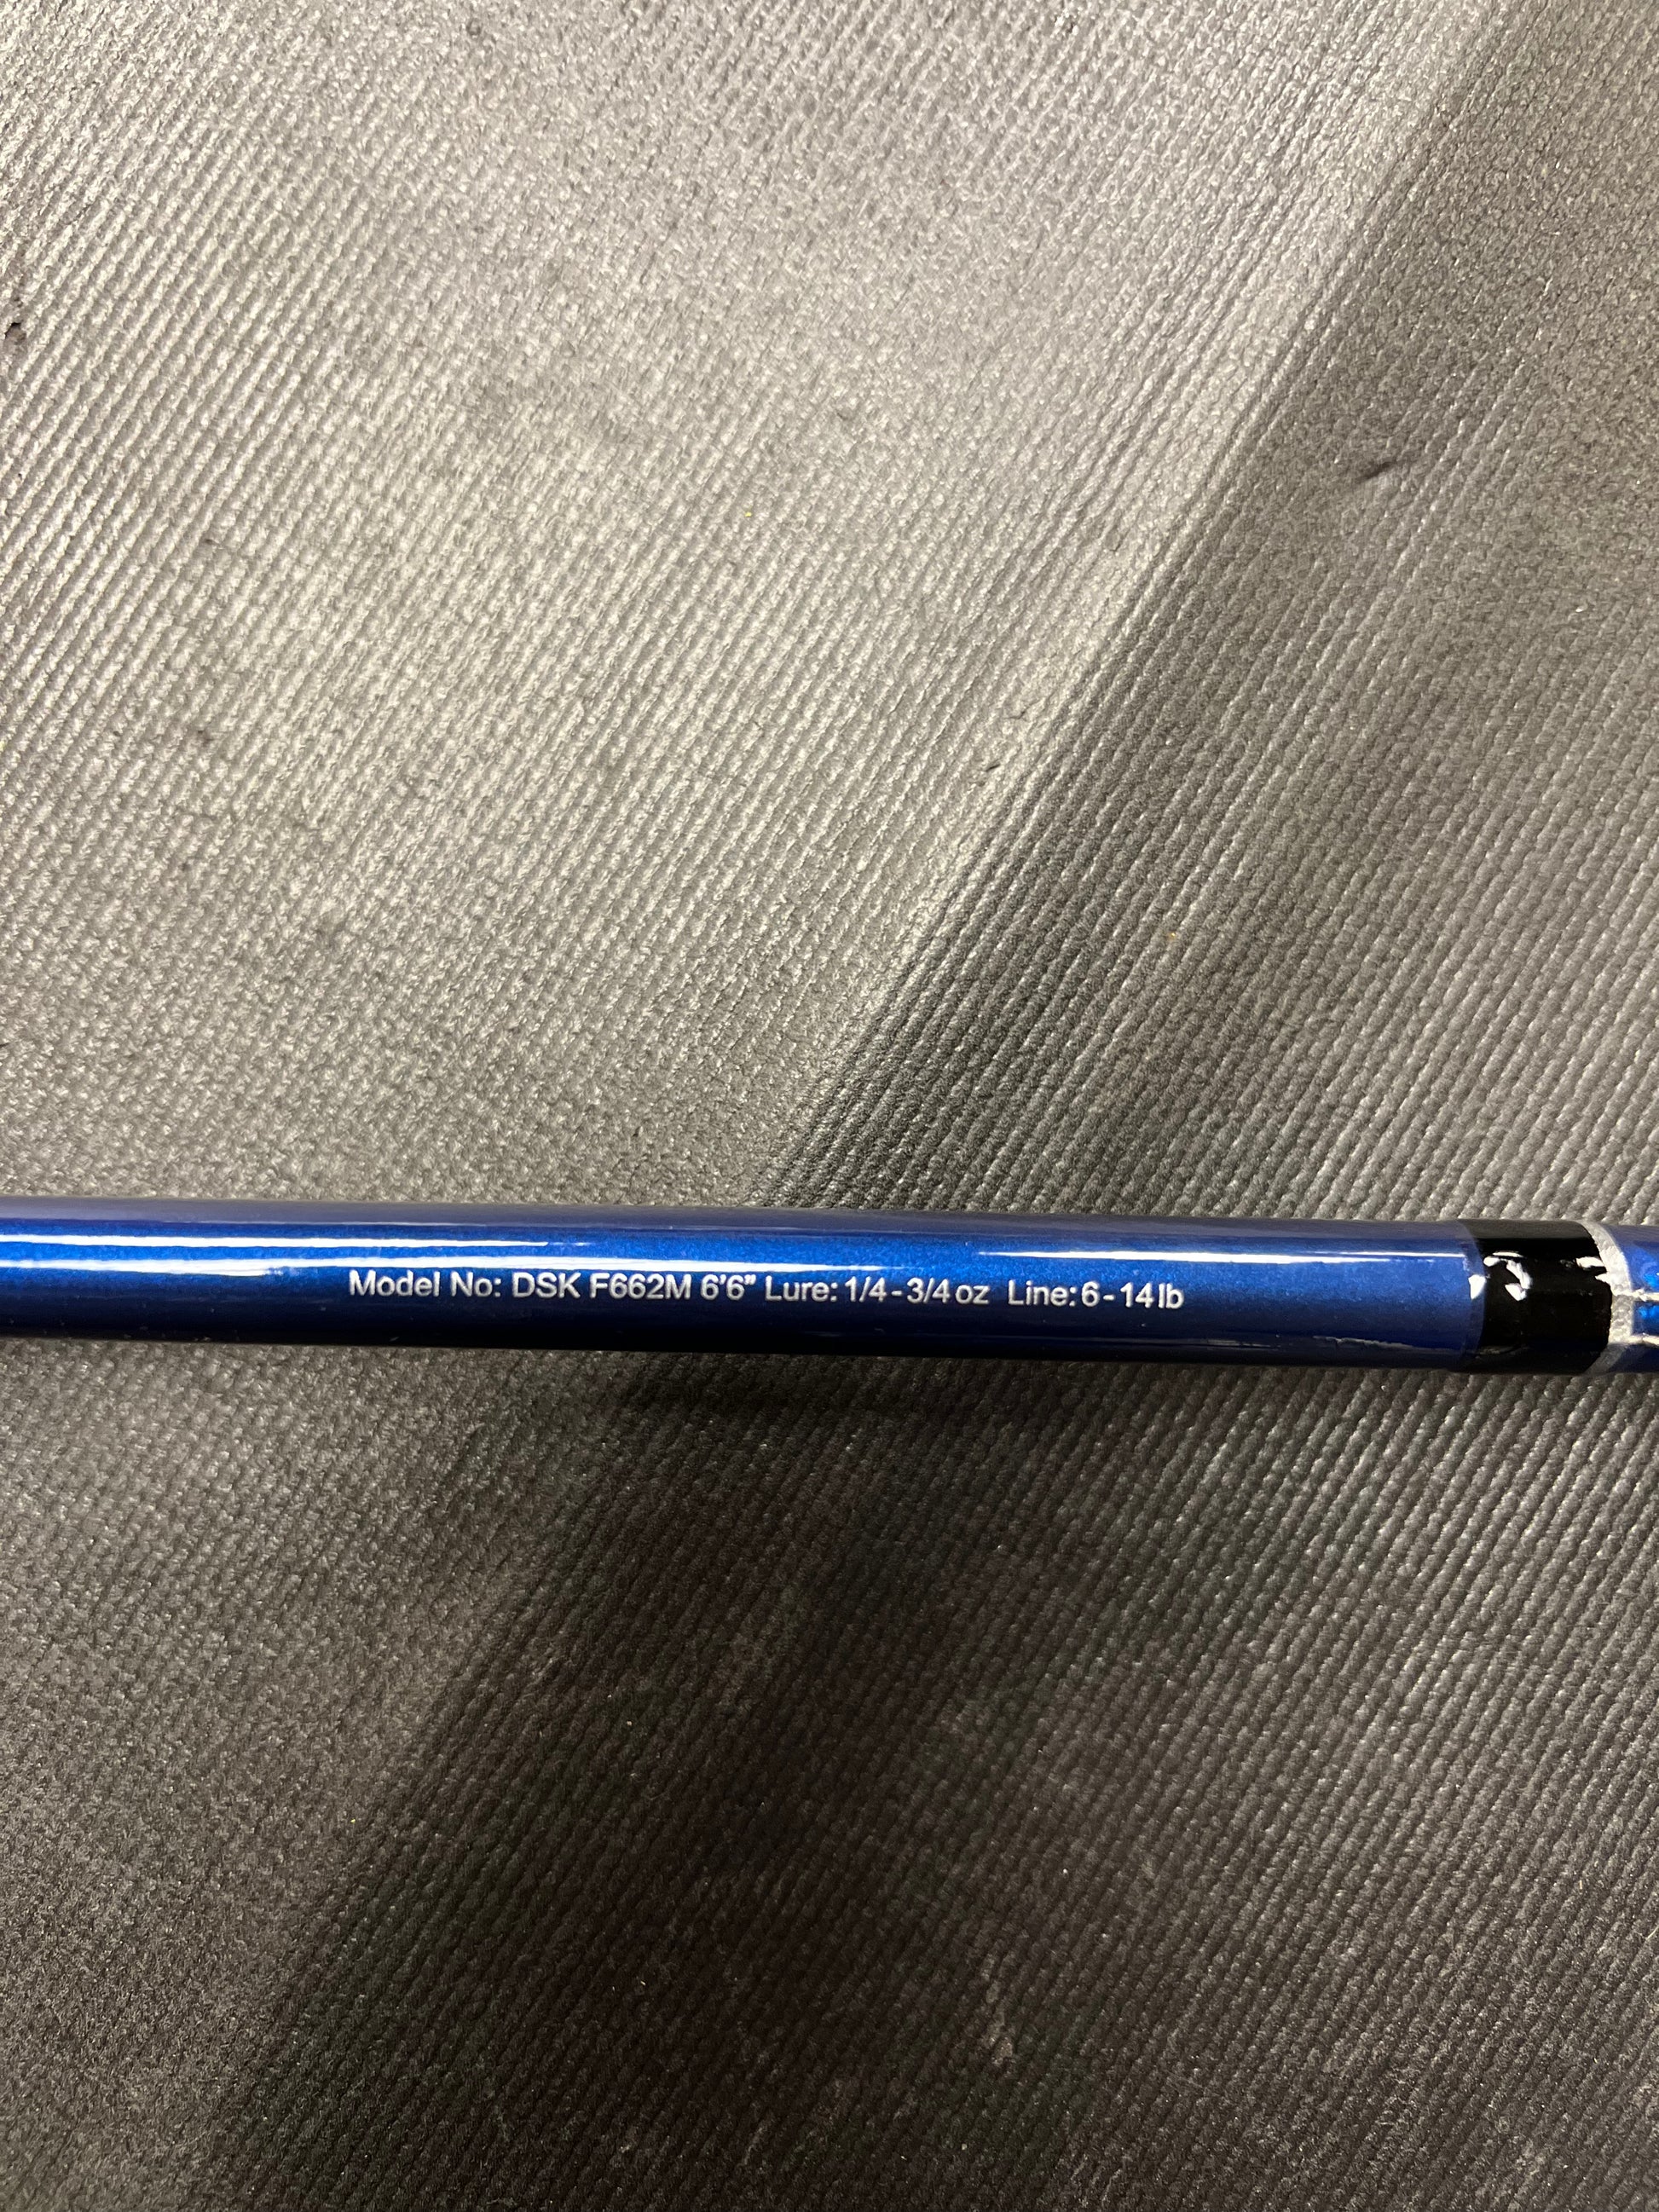 Model No: DSK F662M 6'6" Lure: 1/4 - 3/4 oz Line: 6 - 14 lb